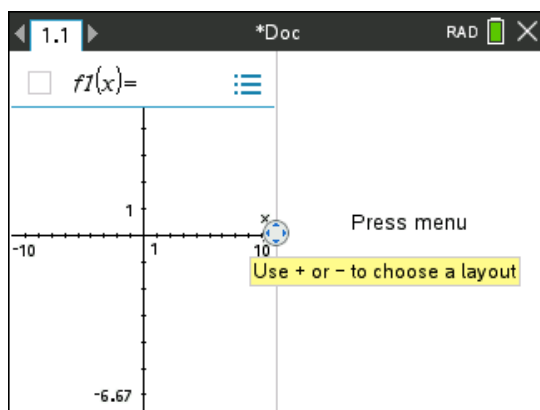 1.1 *Doc RAD
f1(x)=
1
x
-10 1 10
Press menu
Use + or - to choose a layout
-6.67